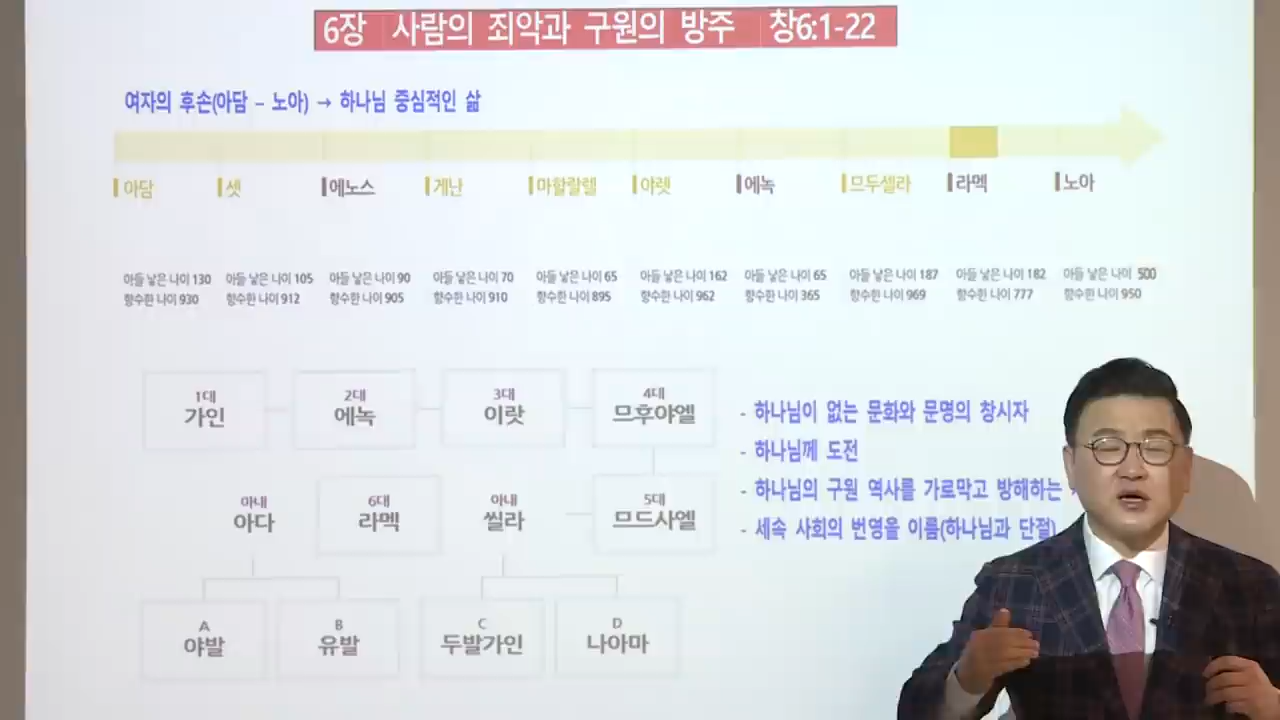 6장 사람의 죄악과 구원의 방주 창6:1-22
여자의 후손(아담 – 노아) → 하나님 중심적인 삶
아담 셋 에노스 게난 마할랄렐 야렛 에녹 므두셀라 라멕 노아
아들 낳은 나이 130 아들 낳은 나이 105 아들 낳은 나이 90 아들 낳은 나이 70 아들 낳은 나이 65 아들 낳은 나이 162 아들 낳은 나이 65 아들 낳은 나이 187 아들 낳은 나이 182 아들 낳은 나이 500
향수한 나이 930 향수한 나이 912 향수한 나이 905 향수한 나이 910 향수한 나이 895 향수한 나이 962 향수한 나이 365 향수한 나이 969 향수한 나이 777 향수한 나이 950
1대 2대 3대 4대
가인 에녹 이랏 므후야엘
아내 6대 아내 5대
아다 라멕 씰라 므드사엘
A B C D
야발 유발 두발가인 나아마
- 하나님이 없는 문화와 문명의 창시자
- 하나님께 도전
- 하나님의 구원 역사를 가로막고 방해하는
- 세속 사회의 번영을 이룸(하나님과 단절)